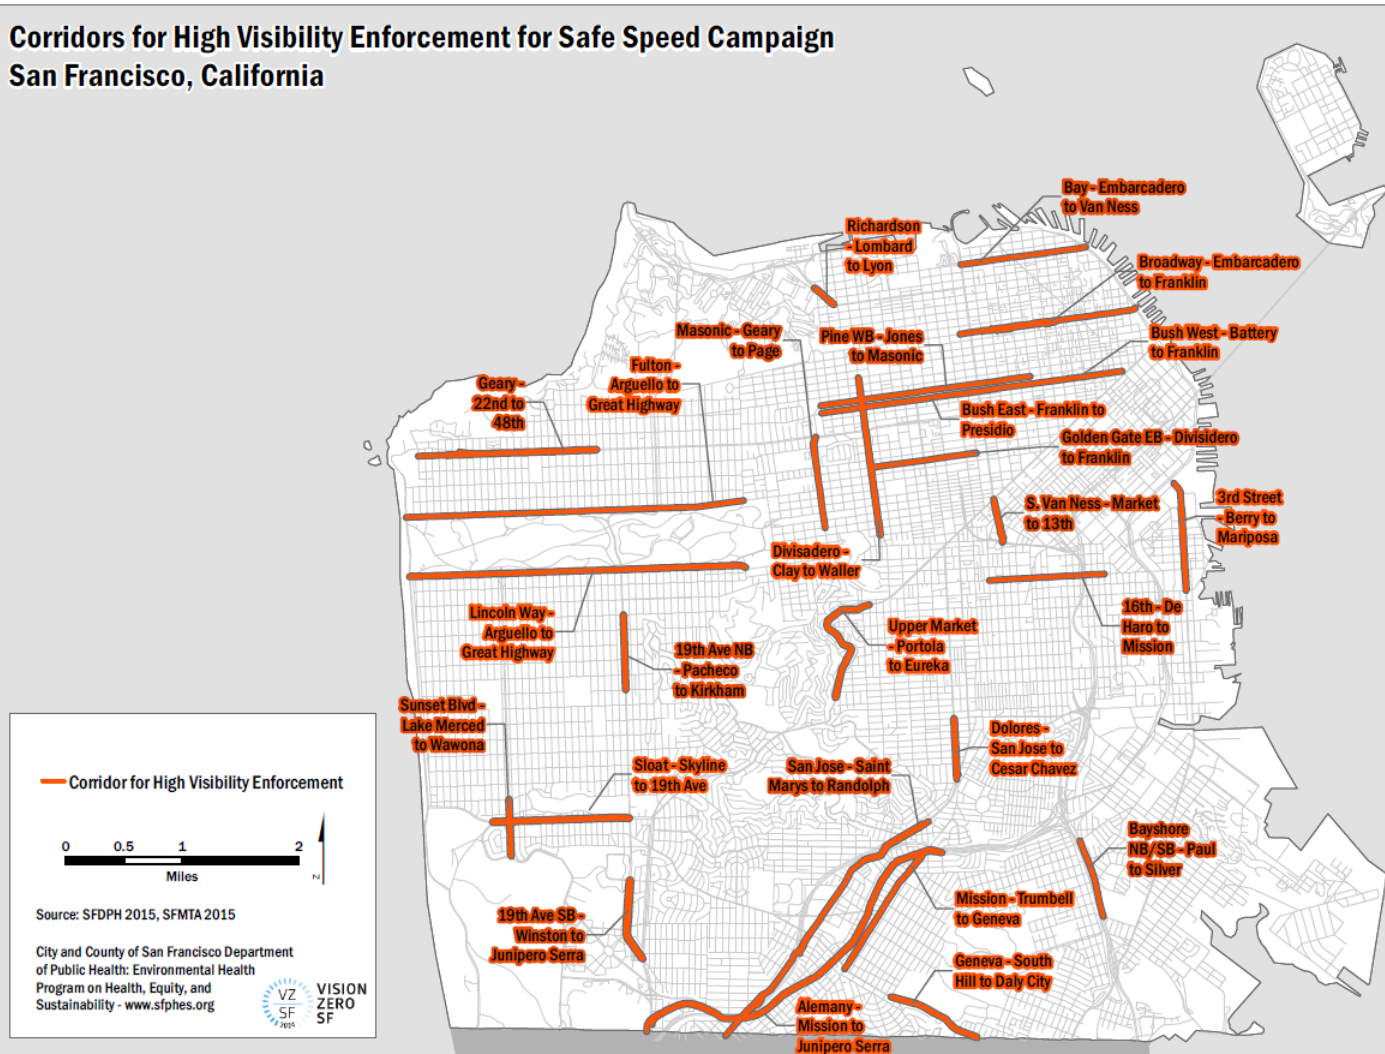 Corridors for High Visibility Enforcement for Safe Speed Campaign
San Francisco, California
Bay - Embarcadero
to Van Ness
Richardson
- Lombard
to Lyon
Broadway - Embarcadero
to Franklin
Masonic - Geary
to Page
Pine WB - Jones
to Masonic
Bush West - Battery
to Franklin
Fulton -
Arguello to
Great Highway
Geary -
22nd to
48th
Bush East - Franklin to
Presidio
Golden Gate EB - Divisidero
to Franklin
S. Van Ness - Market
to 13th
3rd Street
- Berry to
Mariposa
Divisadero -
Clay to Waller
Lincoln Way -
Arguello to
Great Highway
16th - De
Haro to
Mission
Upper Market
- Portola
to Eureka
19th Ave NB
- Pacheco
to Kirkham
Sunset Blvd -
Lake Merced
to Wawona
Dolores -
San Jose to
Cesar Chavez
Sloat - Skyline
to 19th Ave
San Jose - Saint
Marys to Randolph
Bayshore
NB/SB - Paul
to Silver
Mission - Trumbell
to Geneva
19th Ave SB -
Winston to
Junipero Serra
Geneva - South
Hill to Daly City
Alemany -
Mission to
Junipero Serra
Corridor for High Visibility Enforcement
0 0.5 1 2
Miles
N
Source: SFDPH 2015, SFMTA 2015
City and County of San Francisco Department
of Public Health: Environmental Health
Program on Health, Equity, and
Sustainability - www.sfphes.org
VZ
SF
2024
VISION
ZERO
SF